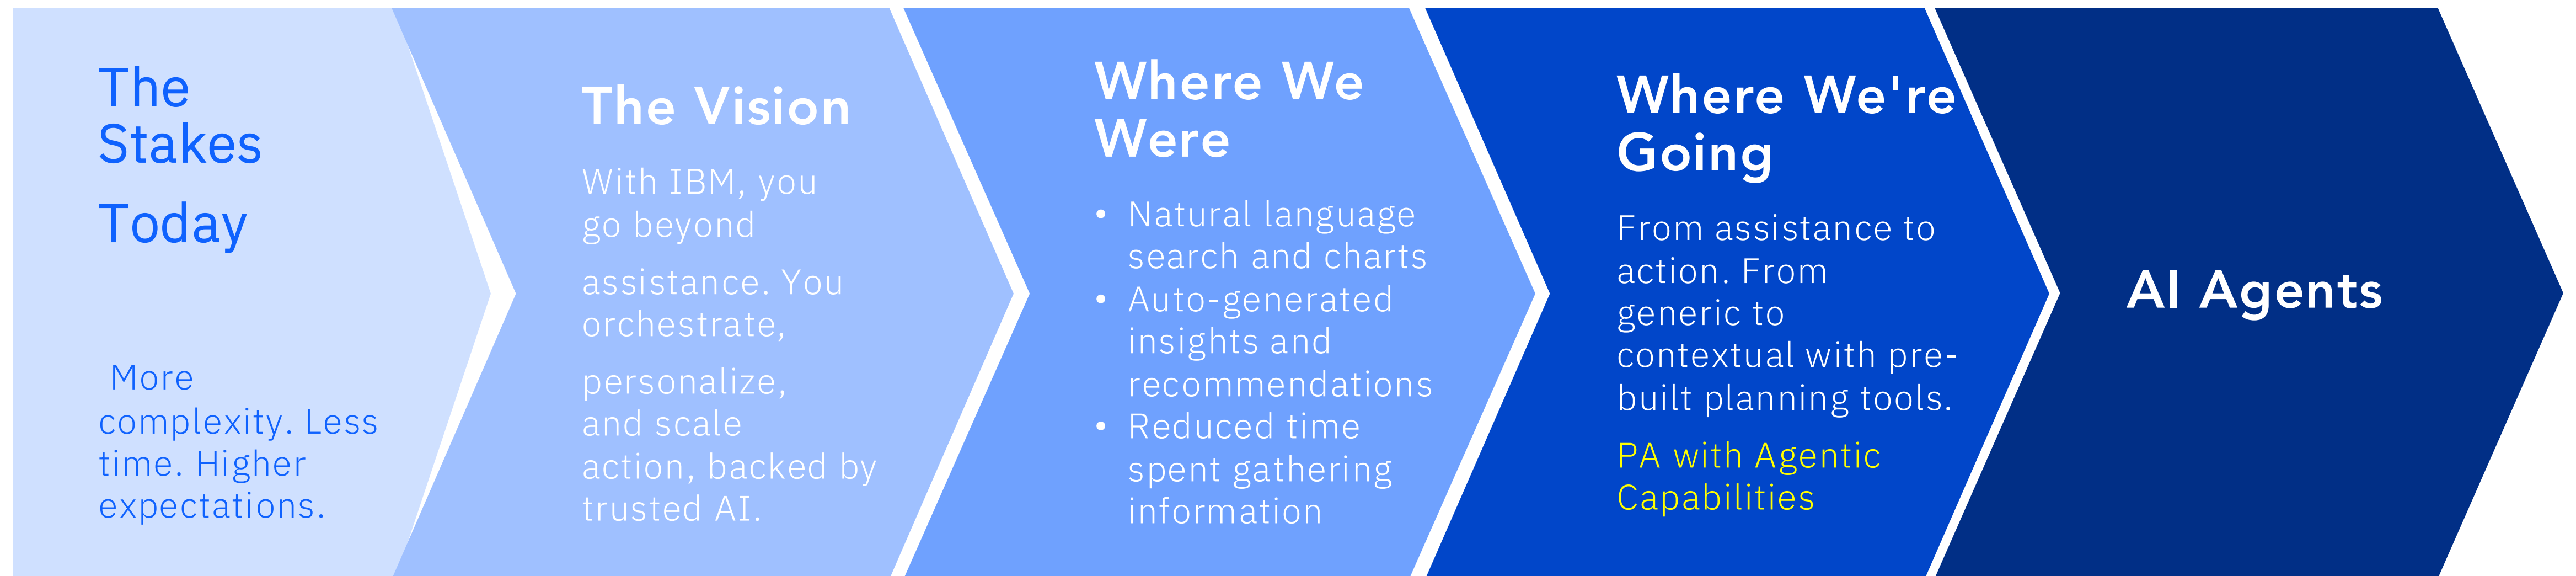 The
Stakes
Today
More
complexity. Less
time. Higher
expectations.
The Vision
With IBM, you
go beyond
assistance. You
orchestrate,
personalize,
and scale
action, backed by
trusted AI.
Where We
Were
• Natural language
search and charts
• Auto-generated
insights and
recommendations
• Reduced time
spent gathering
information
Where We're
Going
From assistance to
action. From
generic to
contextual with pre-
built planning tools.
PA with Agentic
Capabilities
AI Agents